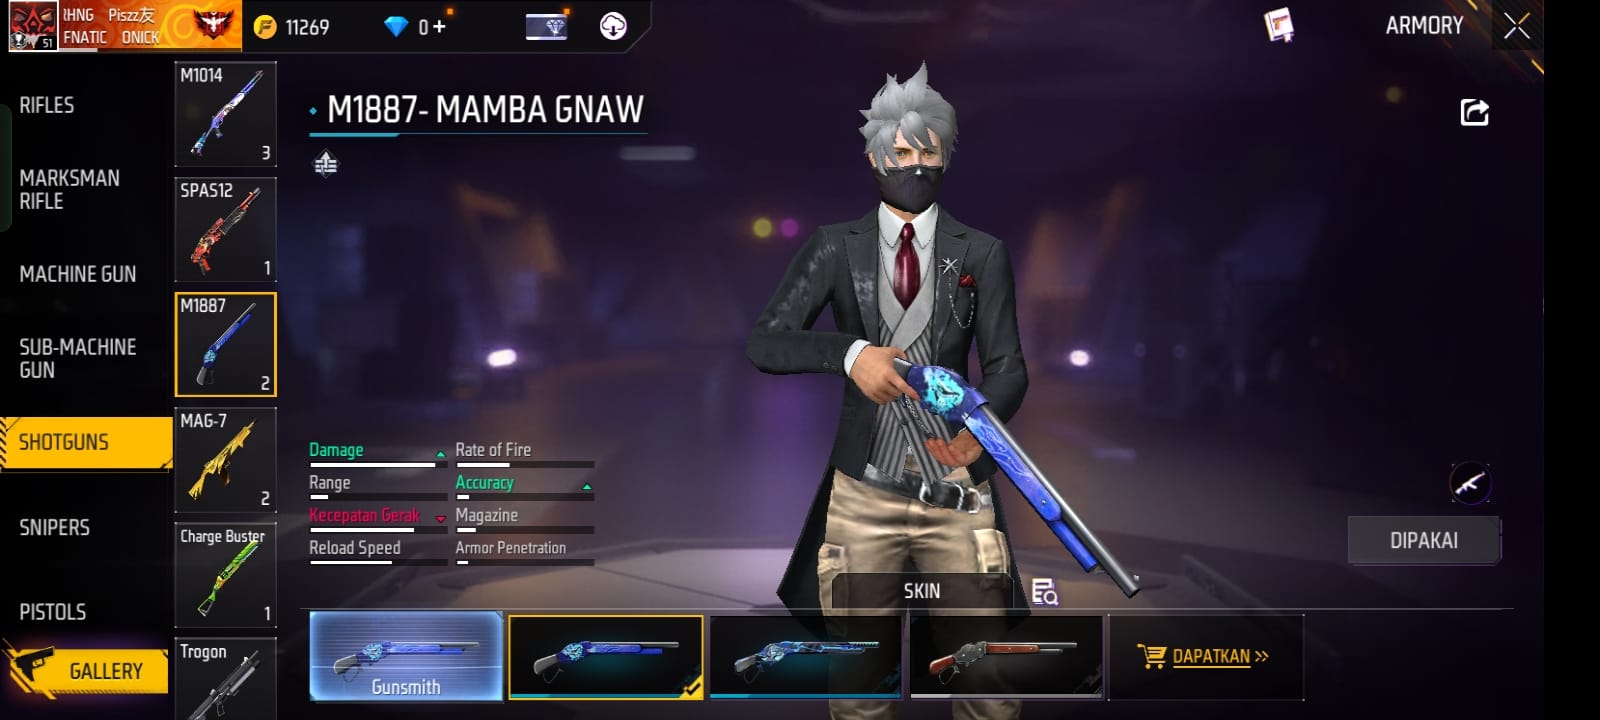 RHNG Piszz友
FNATIC ONICK
51
11269
0+
ARMORY
RIFLES
MARKSMAN
RIFLE
MACHINE GUN
SUB-MACHINE
GUN
SHOTGUNS
SNIPERS
PISTOLS
GALLERY
M1014
3
SPAS12
1
M1887
2
MAG-7
2
Charge Buster
1
Trogon
M1887- MAMBA GNAW
Damage
Rate of Fire
Range
Accuracy
Kecepatan Gerak
Magazine
Reload Speed
Armor Penetration
DIPAKAI
SKIN
Gunsmith
DAPATKAN >>